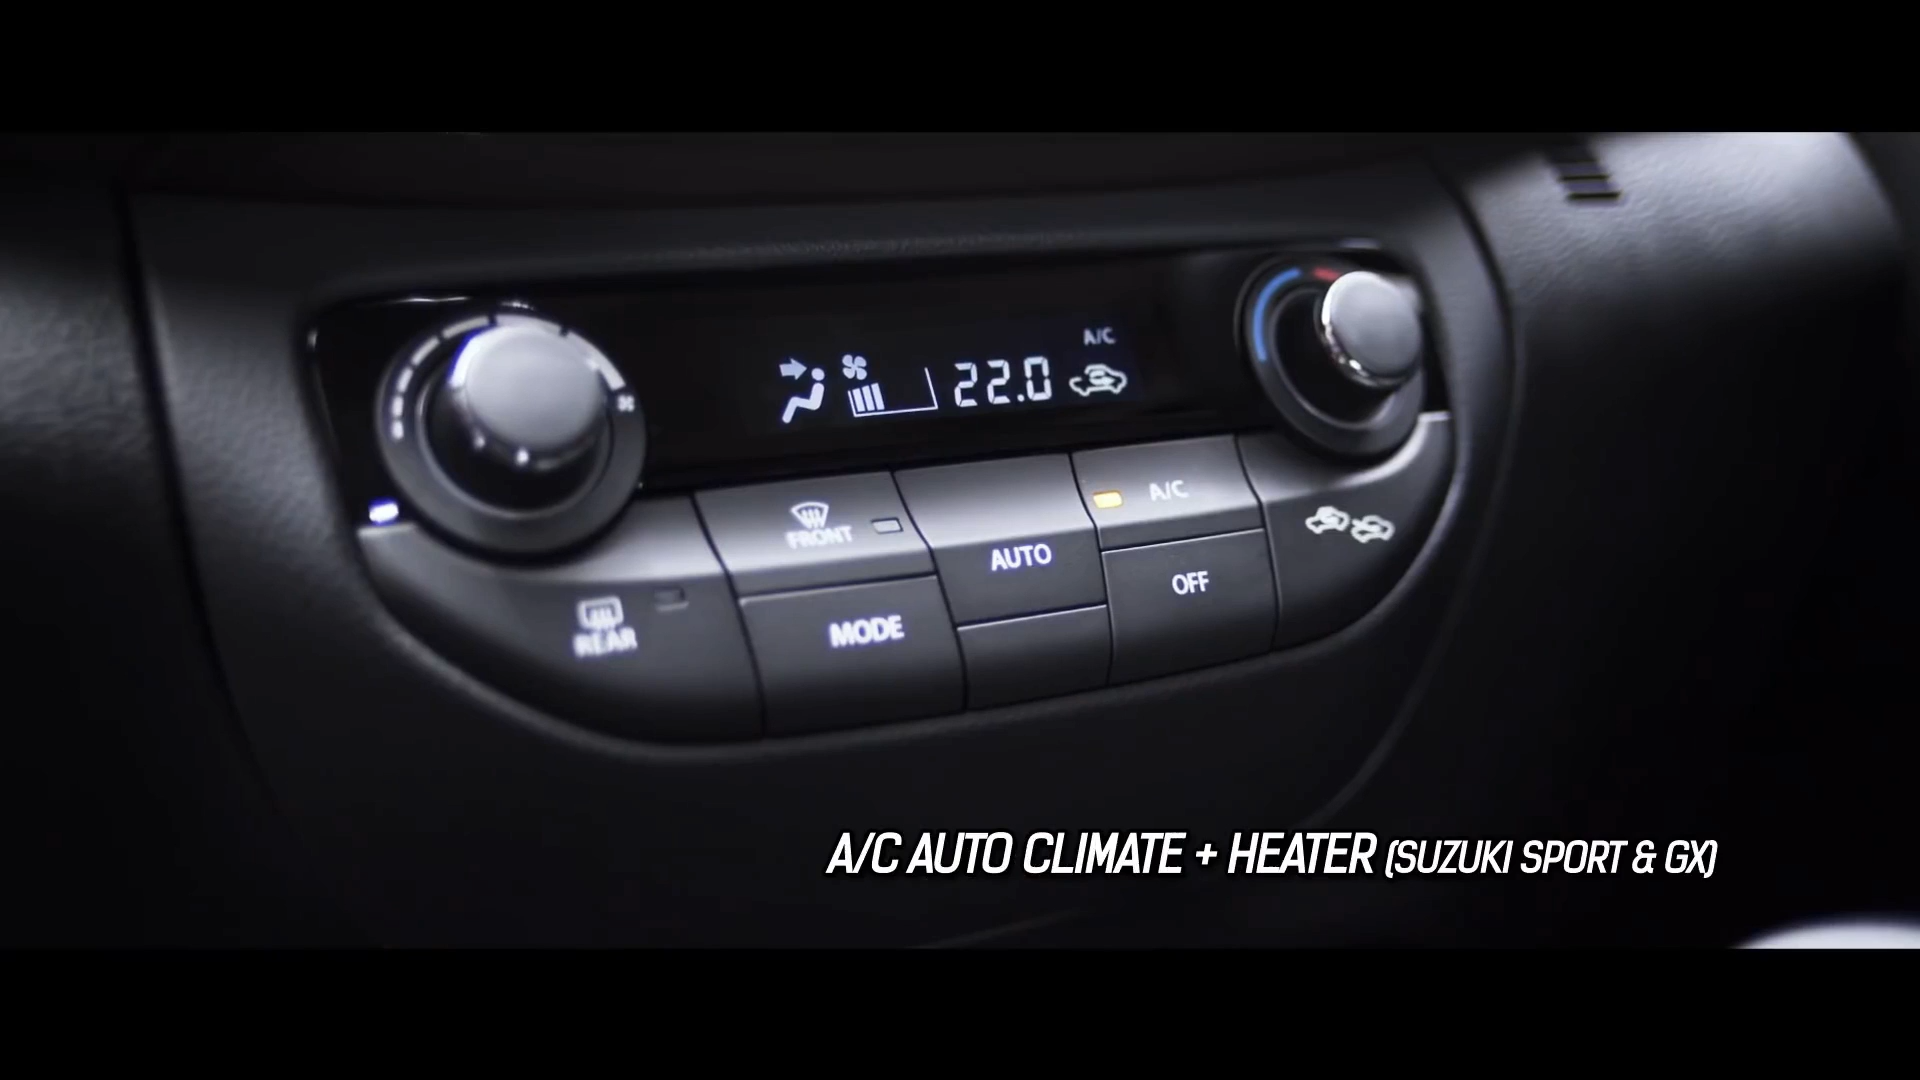 A/C
22.0
A/C
FRONT
AUTO
OFF
MODE
REAR
A/C AUTO CLIMATE + HEATER (SUZUKI SPORT & GX)